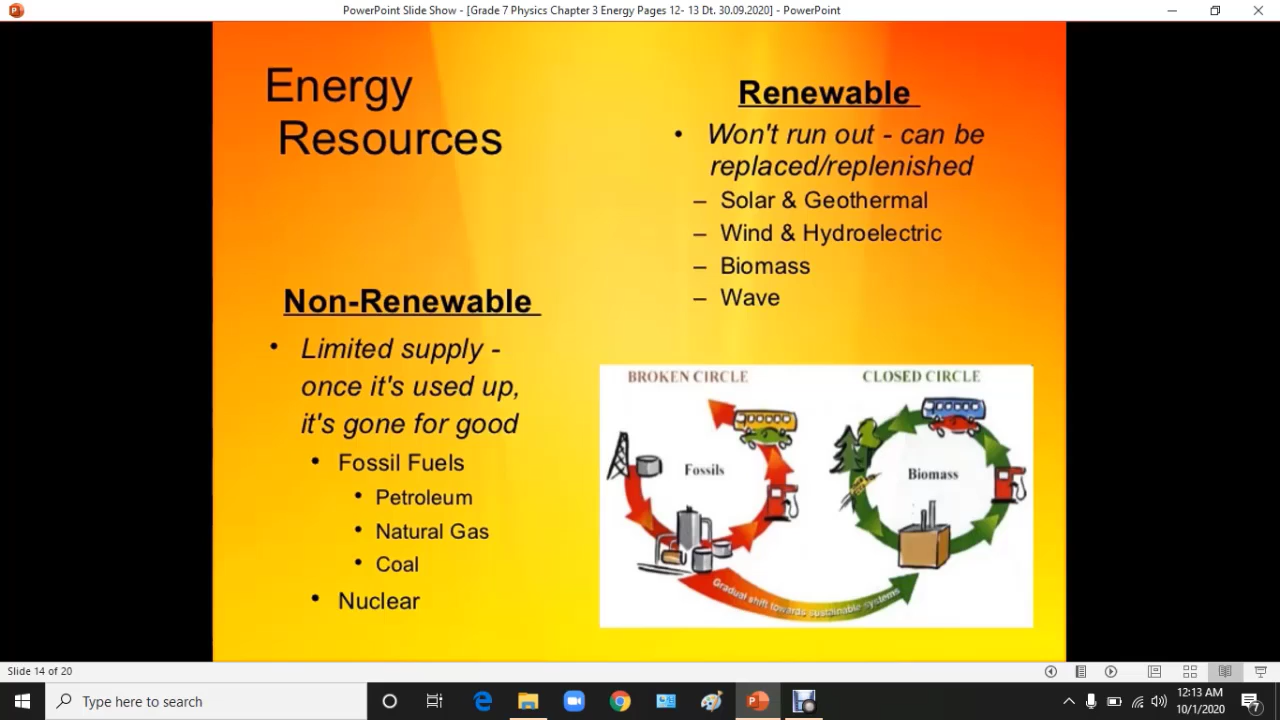 PowerPoint Slide Show - [Grade 7 Physics Chapter 3 Energy Pages 12- 13 Dt. 30.09.2020] - PowerPoint
Energy
Resources
Renewable
• Won't run out - can be
replaced/replenished
– Solar & Geothermal
– Wind & Hydroelectric
– Biomass
– Wave
Non-Renewable
• Limited supply -
once it's used up,
it's gone for good
• Fossil Fuels
• Petroleum
• Natural Gas
• Coal
• Nuclear
BROKEN CIRCLE
CLOSED CIRCLE
Fossils
Biomass
Gradual shift towards sustainable systems
Slide 14 of 20
Type here to search
12:13 AM
10/1/2020
7